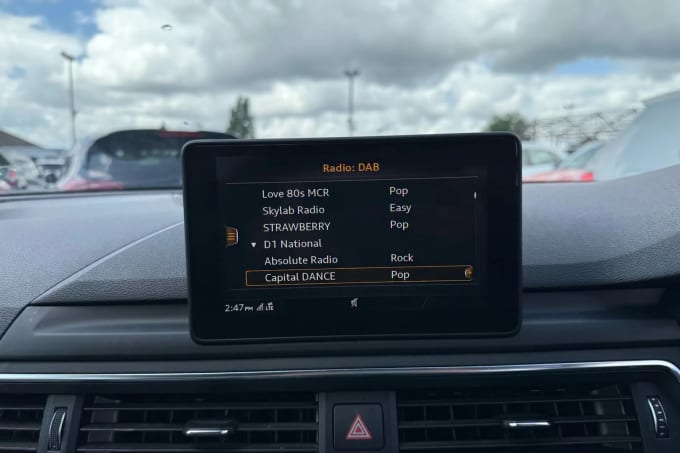 Radio: DAB
Love 80s MCR Pop
Skylab Radio Easy
STRAWBERRY Pop
D1 National
Absolute Radio Rock
Capital DANCE Pop
2:47PM LTE